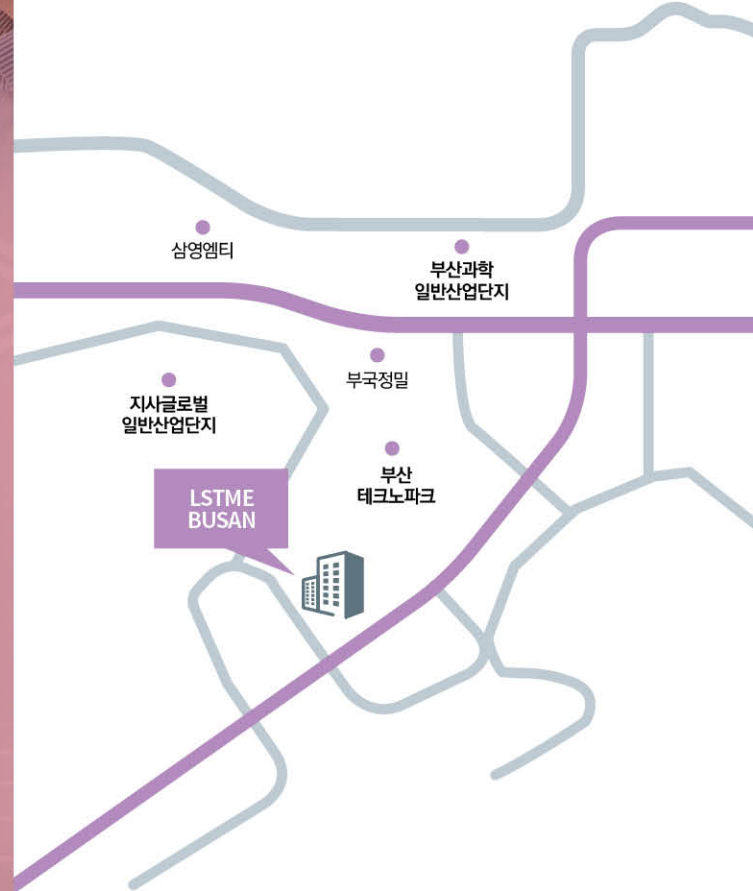 삼영엠티
부산과학
일반산업단지
부국정밀
지사글로벌
일반산업단지
부산
테크노파크
LSTME
BUSAN